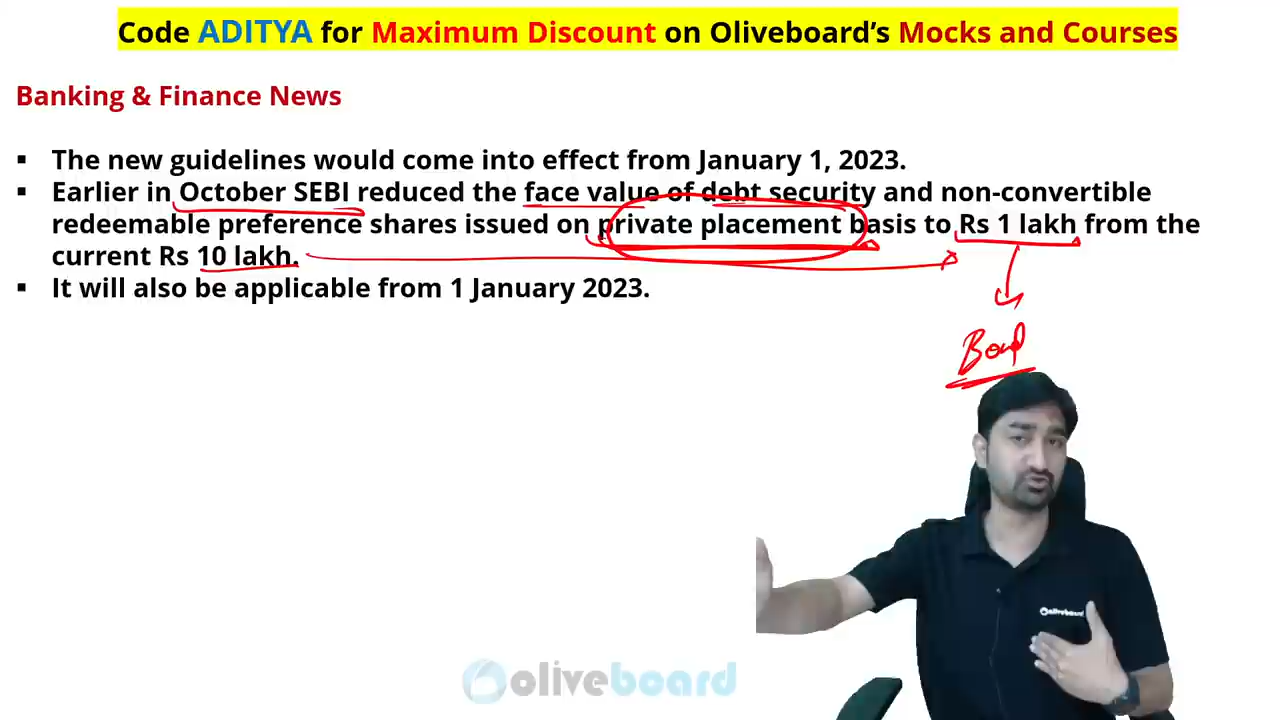 Code ADITYA for Maximum Discount on Oliveboard's Mocks and Courses
Banking & Finance News
▪ The new guidelines would come into effect from January 1, 2023.
▪ Earlier in October SEBI reduced the face value of debt security and non-convertible
redeemable preference shares issued on private placement basis to Rs 1 lakh from the
current Rs 10 lakh.
▪ It will also be applicable from 1 January 2023.
Bond
oliveboard
oliveboard